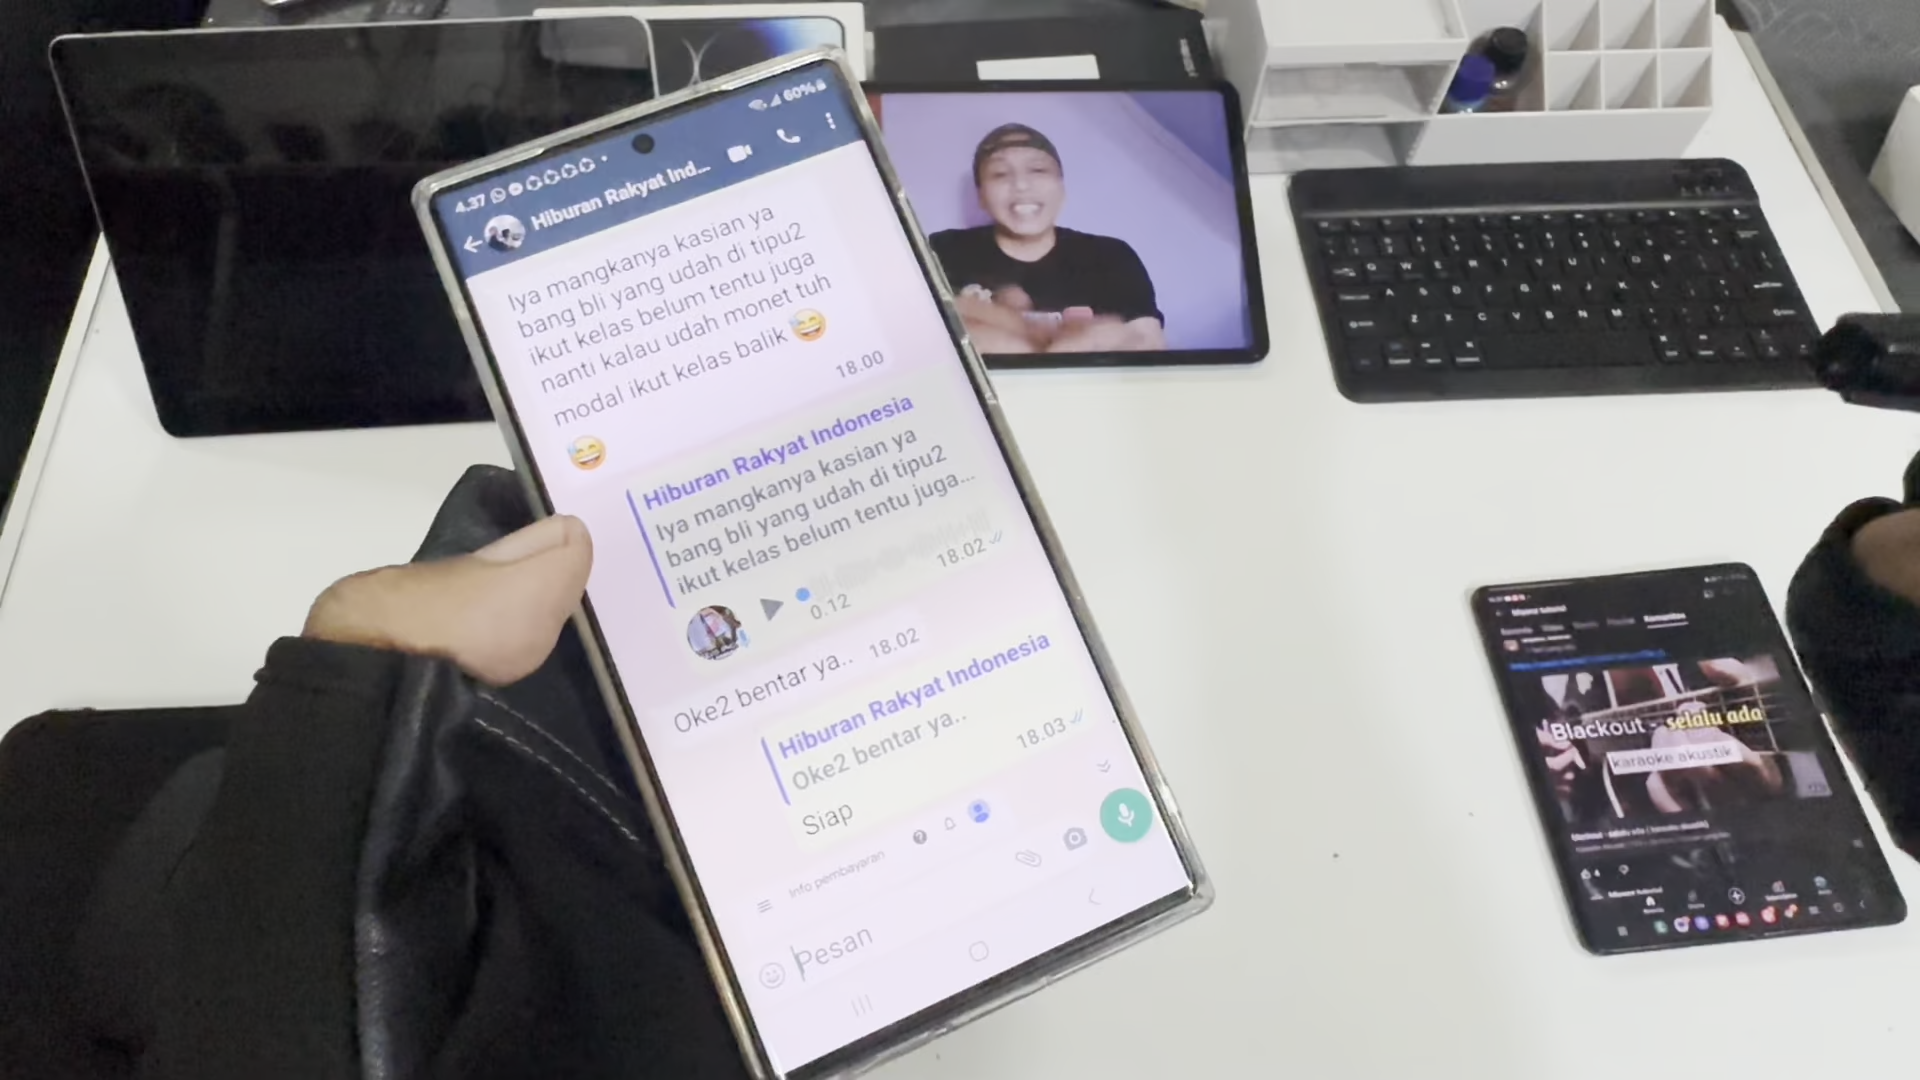 4.37
60%
Hiburan Rakyat Ind...
Iya mangkanya kasian ya
bang bli yang udah di tipu2
ikut kelas belum tentu juga
nanti kalau udah monet tuh
modal ikut kelas balik 😅
18.00
😅
Hiburan Rakyat Indonesia
Iya mangkanya kasian ya
bang bli yang udah di tipu2
ikut kelas belum tentu juga...
18.02
0.12
Oke2 bentar ya.. 18.02
Hiburan Rakyat Indonesia
Oke2 bentar ya..
18.03
Siap
Info pembayaran
Pesan
Q W E R T Y U I O P
A S D F G H J K L
Z X C V B N M
Komunitas
Blackout - selalu ada
karaoke akustik
4